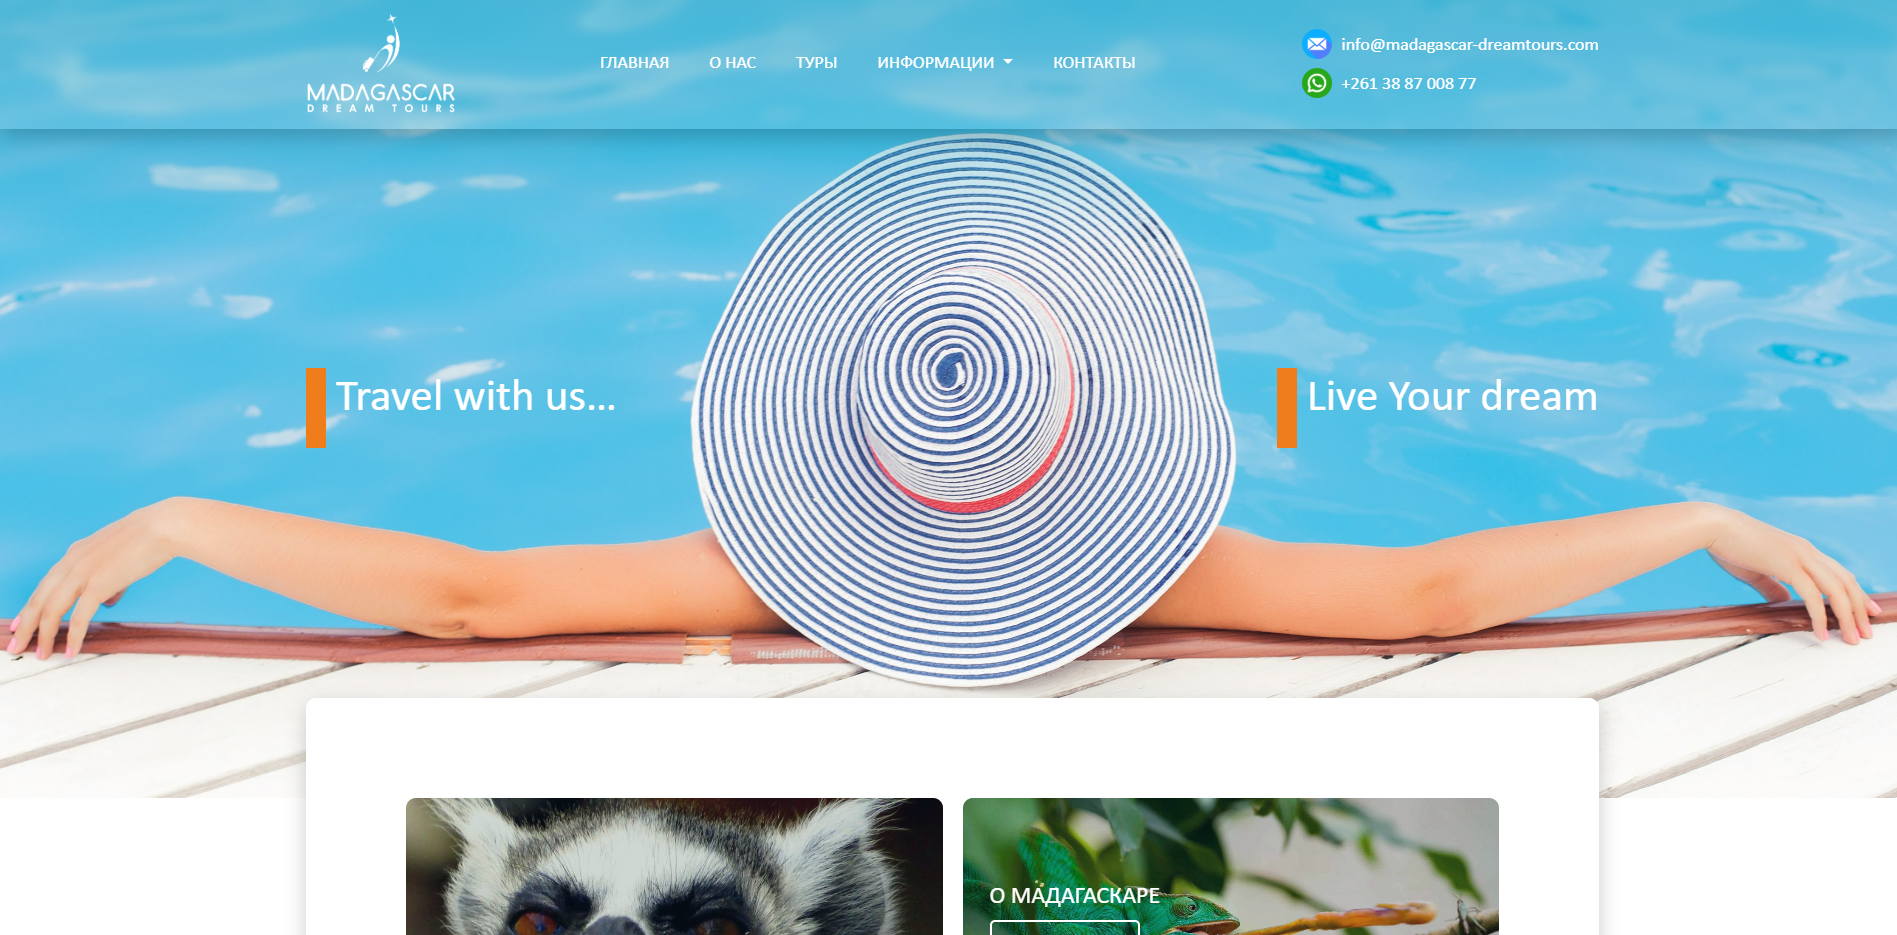 MADAGASCAR
DREAM TOURS
ГЛАВНАЯ
О НАС
ТУРЫ
ИНФОРМАЦИИ
КОНТАКТЫ
info@madagascar-dreamtours.com
+261 38 87 008 77
Travel with us...
Live Your dream
О МАДАГАСКАРЕ